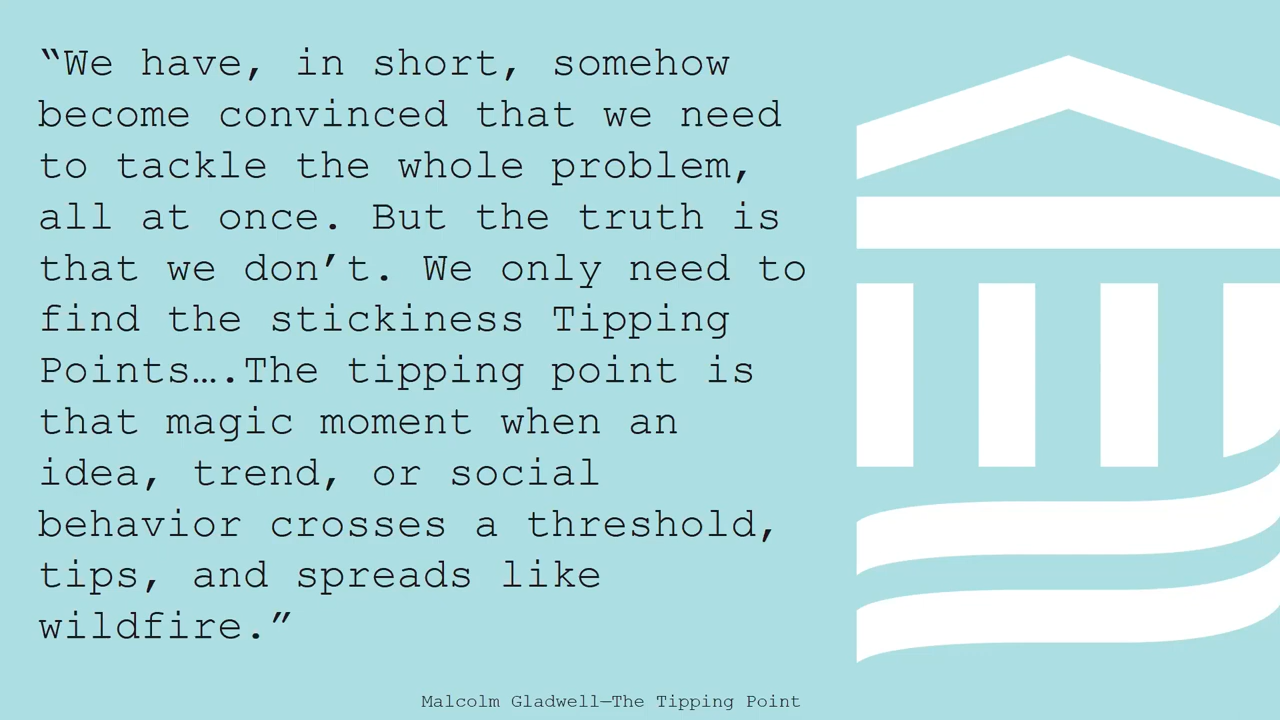 “We have, in short, somehow
become convinced that we need
to tackle the whole problem,
all at once. But the truth is
that we don’t. We only need to
find the stickiness Tipping
Points….The tipping point is
that magic moment when an
idea, trend, or social
behavior crosses a threshold,
tips, and spreads like
wildfire.”
Malcolm Gladwell—The Tipping Point